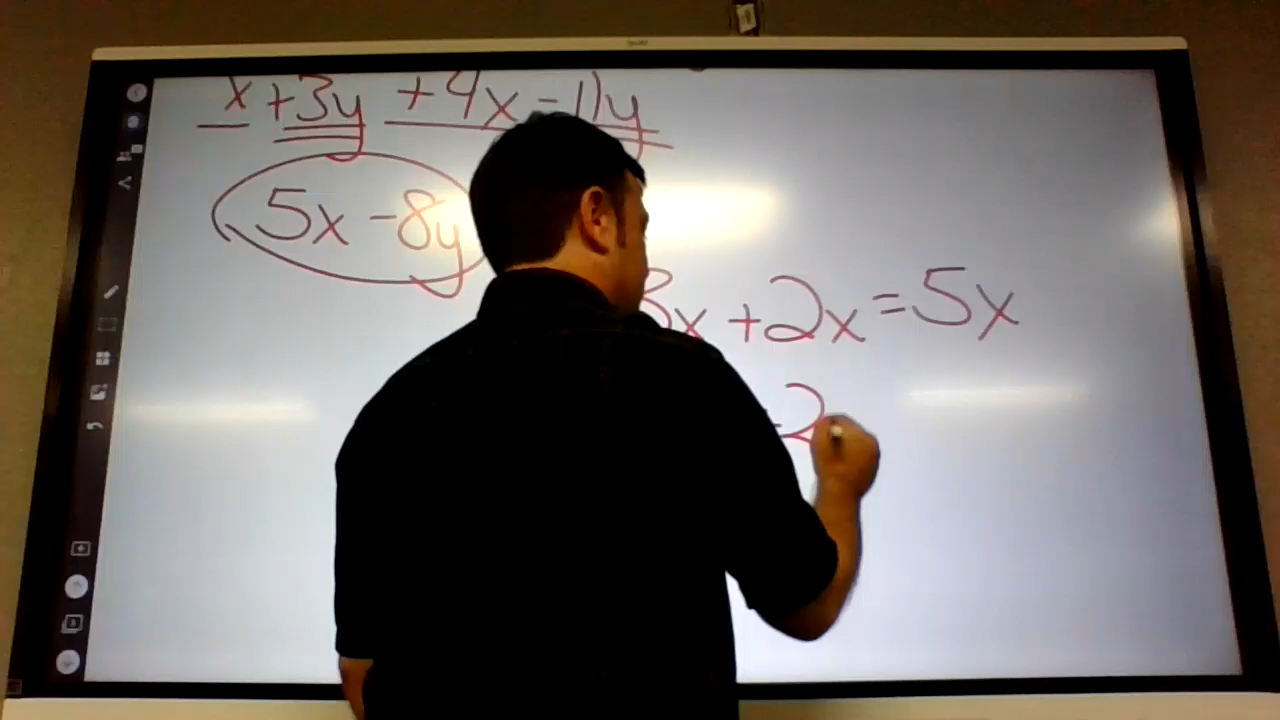 x +3y +4x -11y
5x -8y
3x +2x = 5x
2